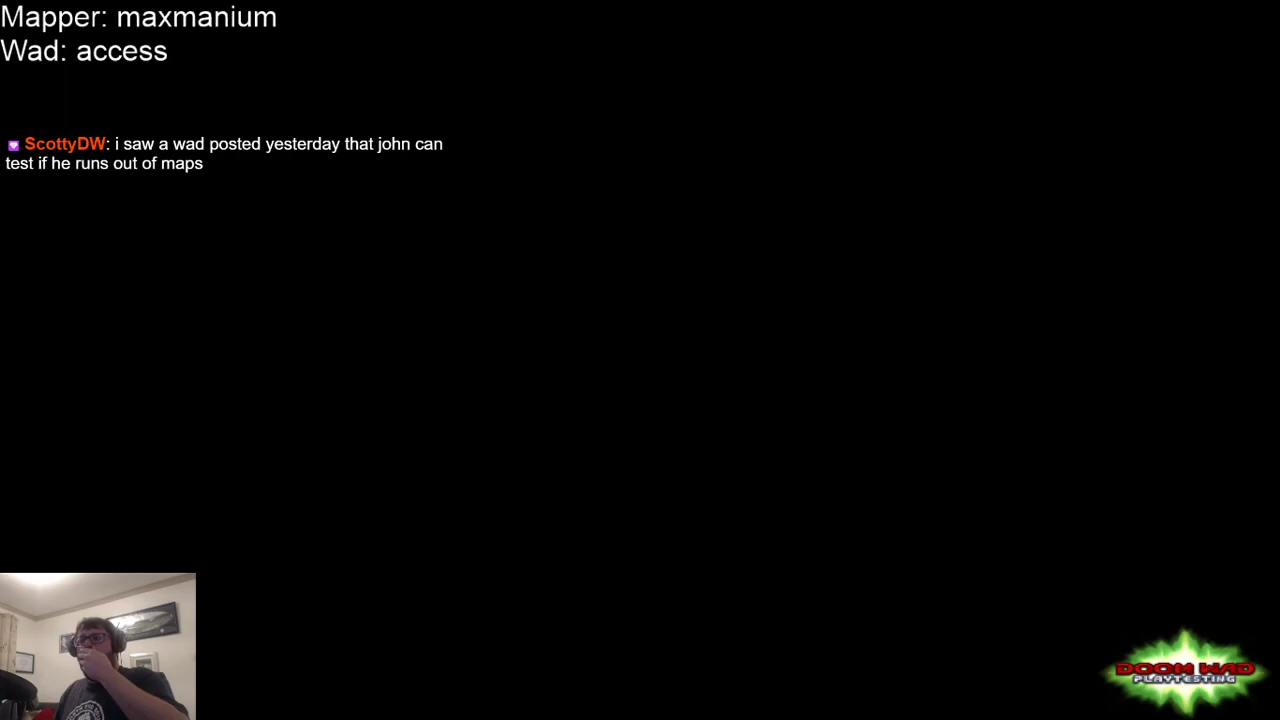 Mapper: maxmanium
Wad: access
ScottyDW: i saw a wad posted yesterday that john can
test if he runs out of maps
DOOM WAD
PLAYTESTING